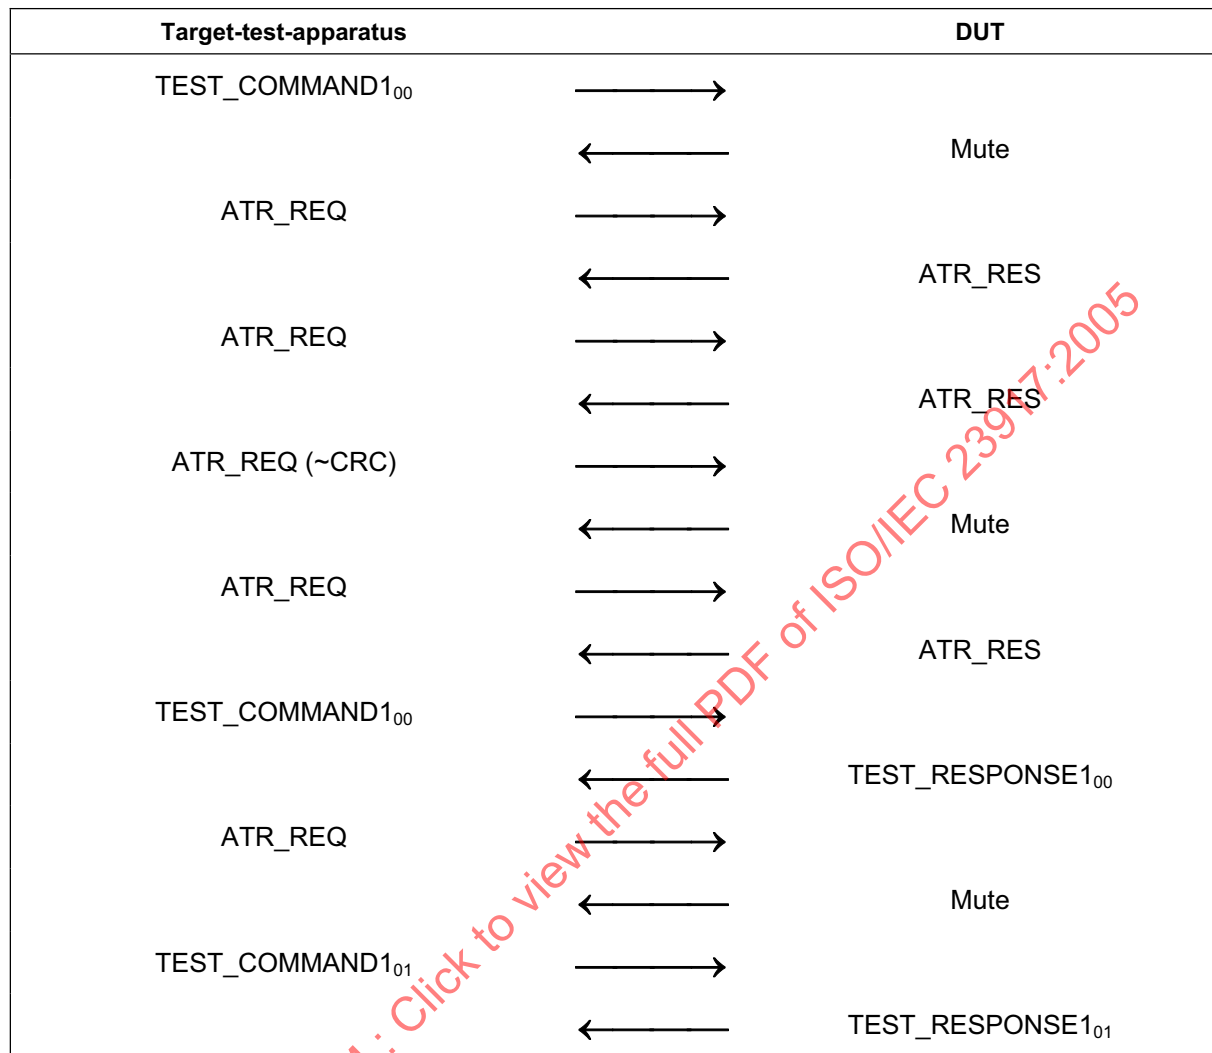 Target-test-apparatus DUT
TEST_COMMAND1₀₀
Mute
ATR_REQ
ATR_RES
ATR_REQ
ATR_RES
ATR_REQ (~CRC)
Mute
ATR_REQ
ATR_RES
TEST_COMMAND1₀₀
TEST_RESPONSE1₀₀
ATR_REQ
Mute
TEST_COMMAND1₀₁
TEST_RESPONSE1₀₁
: Click to view the full PDF of ISO/IEC 23917:2005